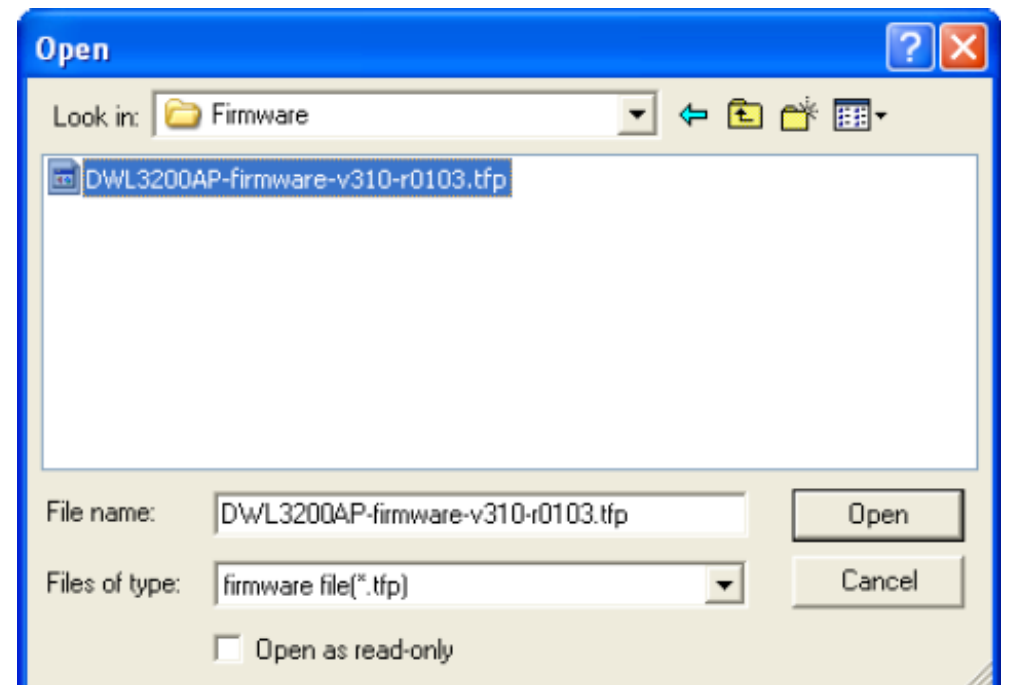 Open
Look in: Firmware
DWL3200AP-firmware-v310-r0103.tfp
File name: DWL3200AP-firmware-v310-r0103.tfp Open
Files of type: firmware file(*.tfp) Cancel
Open as read-only